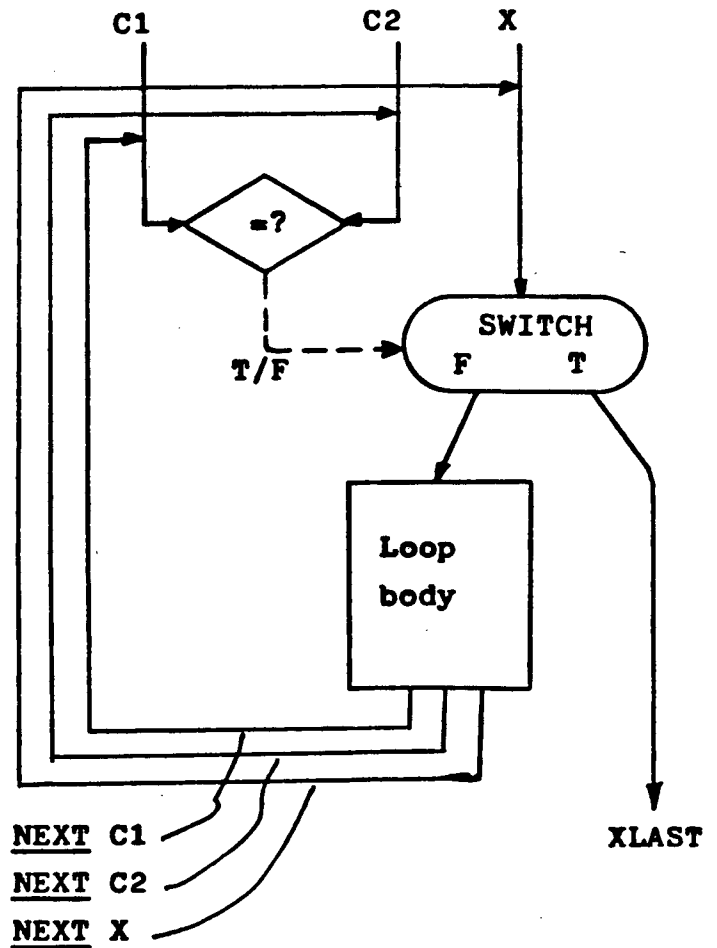 C1 C2 X
=?
SWITCH
T/F F T
Loop
body
NEXT C1
XLAST
NEXT C2
NEXT X